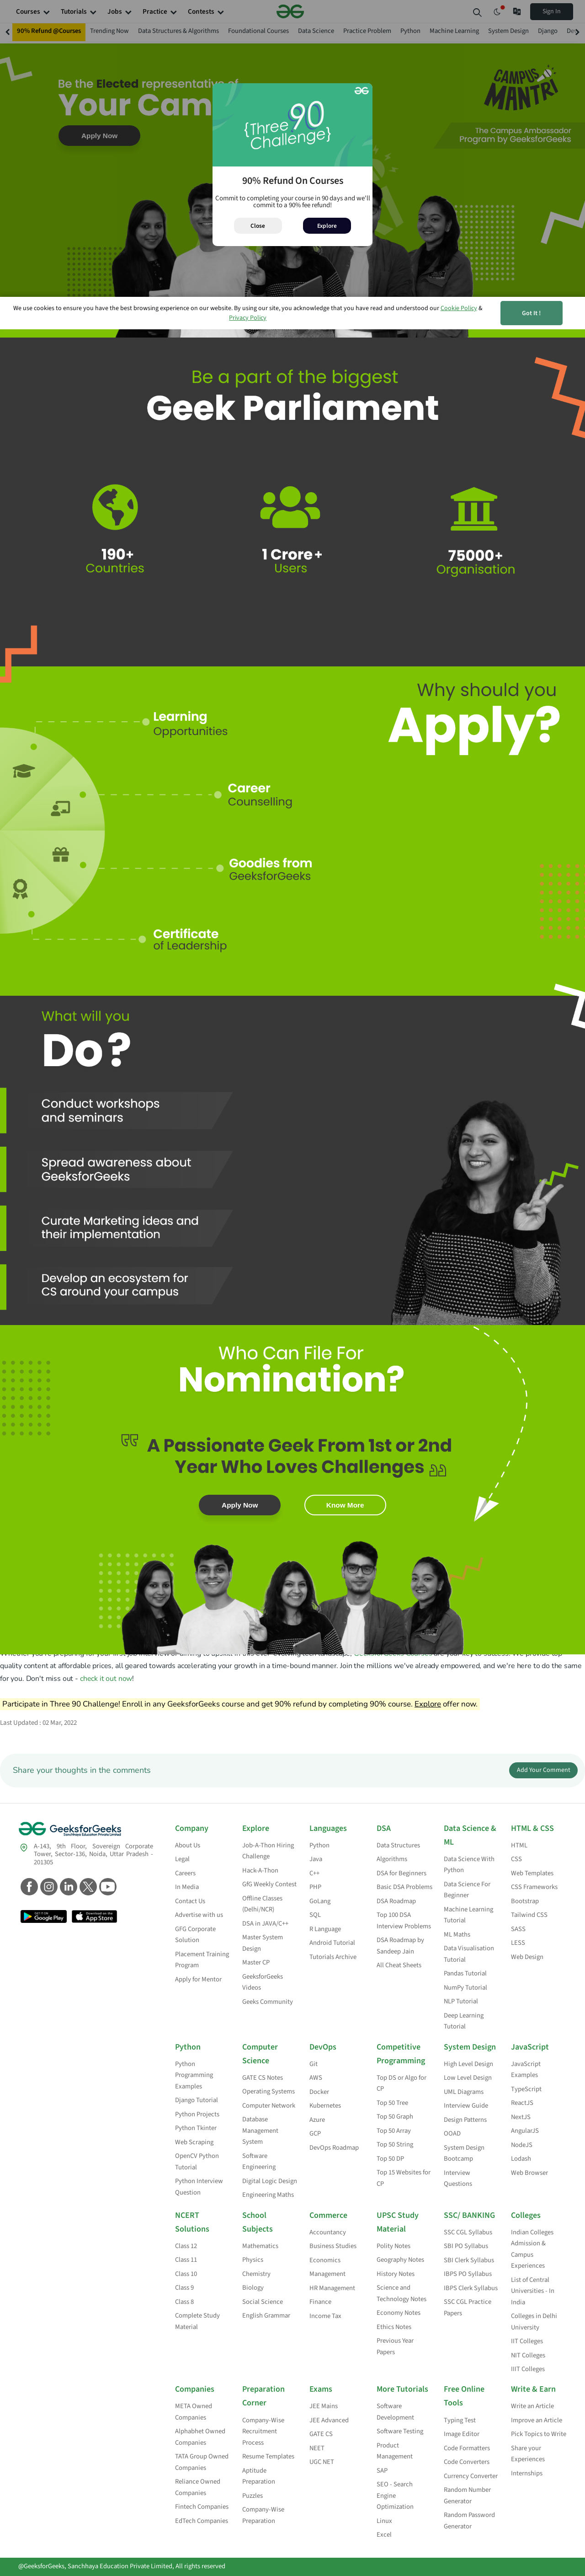 Courses Tutorials Jobs Practice Contests Sign In
90% Refund @Courses Trending Now Data Structures & Algorithms Foundational Courses Data Science Practice Problem Python Machine Learning System Design Django
Be the Elected representative of
Your Cam
Apply Now
CAMPUS
MANTRI
The Campus Ambassador
Program by GeeksforGeeks
{Three 90
Challenge}
90% Refund On Courses
Commit to completing your course in 90 days and we'll
commit to a 90% fee refund!
Close Explore
We use cookies to ensure you have the best browsing experience on our website. By using our site, you acknowledge that you have read and understood our Cookie Policy &
Privacy Policy
Got It !
Be a part of the biggest
Geek Parliament
190+
Countries
1 Crore+
Users
75000+
Organisation
Why should you
Apply?
Learning
Opportunities
Career
Counselling
Goodies from
GeeksforGeeks
Certificate
of Leadership
What will you
Do?
Conduct workshops
and seminars
Spread awareness about
GeeksforGeeks
Curate Marketing ideas and
their implementation
Develop an ecosystem for
CS around your campus
Who Can File For
Nomination?
A Passionate Geek From 1st or 2nd
Year Who Loves Challenges
Apply Now Know More
quality content at affordable prices, all geared towards accelerating your growth in a time-bound manner. Join the millions we've already empowered, and we're here to do the same
for you. Don't miss out - check it out now!
Participate in Three 90 Challenge! Enroll in any GeeksforGeeks course and get 90% refund by completing 90% course. Explore offer now.
Last Updated : 02 Mar, 2022
Share your thoughts in the comments
Add Your Comment
GeeksforGeeks
A-143, 9th Floor, Sovereign Corporate
Tower, Sector-136, Noida, Uttar Pradesh -
201305
Google Play
App Store
Company
About Us
Legal
Careers
In Media
Contact Us
Advertise with us
GFG Corporate
Solution
Placement Training
Program
Apply for Mentor
Explore
Job-A-Thon Hiring
Challenge
Hack-A-Thon
GfG Weekly Contest
Offline Classes
(Delhi/NCR)
DSA in JAVA/C++
Master System
Design
Master CP
GeeksforGeeks
Videos
Geeks Community
Languages
Python
Java
C++
PHP
GoLang
SQL
R Language
Android Tutorial
Tutorials Archive
DSA
Data Structures
Algorithms
DSA for Beginners
Basic DSA Problems
DSA Roadmap
Top 100 DSA
Interview Problems
DSA Roadmap by
Sandeep Jain
All Cheat Sheets
Data Science &
ML
Data Science With
Python
Data Science For
Beginner
Machine Learning
Tutorial
ML Maths
Data Visualisation
Tutorial
Pandas Tutorial
NumPy Tutorial
NLP Tutorial
Deep Learning
Tutorial
HTML & CSS
HTML
CSS
Web Templates
CSS Frameworks
Bootstrap
Tailwind CSS
SASS
LESS
Web Design
Python
Python
Programming
Examples
Django Tutorial
Python Projects
Python Tkinter
Web Scraping
OpenCV Python
Tutorial
Python Interview
Question
Computer
Science
GATE CS Notes
Operating Systems
Computer Network
Database
Management
System
Software
Engineering
Digital Logic Design
Engineering Maths
DevOps
Git
AWS
Docker
Kubernetes
Azure
GCP
DevOps Roadmap
Competitive
Programming
Top DS or Algo for
CP
Top 50 Tree
Top 50 Graph
Top 50 Array
Top 50 String
Top 50 DP
Top 15 Websites for
CP
System Design
High Level Design
Low Level Design
UML Diagrams
Interview Guide
Design Patterns
OOAD
System Design
Bootcamp
Interview
Questions
JavaScript
JavaScript
Examples
TypeScript
ReactJS
NextJS
AngularJS
NodeJS
Lodash
Web Browser
NCERT
Solutions
Class 12
Class 11
Class 10
Class 9
Class 8
Complete Study
Material
School
Subjects
Mathematics
Physics
Chemistry
Biology
Social Science
English Grammar
Commerce
Accountancy
Business Studies
Economics
Management
HR Management
Finance
Income Tax
UPSC Study
Material
Polity Notes
Geography Notes
History Notes
Science and
Technology Notes
Economy Notes
Ethics Notes
Previous Year
Papers
SSC/ BANKING
SSC CGL Syllabus
SBI PO Syllabus
SBI Clerk Syllabus
IBPS PO Syllabus
IBPS Clerk Syllabus
SSC CGL Practice
Papers
Colleges
Indian Colleges
Admission &
Campus
Experiences
List of Central
Universities - In
India
Colleges in Delhi
University
IIT Colleges
NIT Colleges
IIIT Colleges
Companies
META Owned
Companies
Alphabhet Owned
Companies
TATA Group Owned
Companies
Reliance Owned
Companies
Fintech Companies
EdTech Companies
Preparation
Corner
Company-Wise
Recruitment
Process
Resume Templates
Aptitude
Preparation
Puzzles
Company-Wise
Preparation
Exams
JEE Mains
JEE Advanced
GATE CS
NEET
UGC NET
More Tutorials
Software
Development
Software Testing
Product
Management
SAP
SEO - Search
Engine
Optimization
Linux
Excel
Free Online
Tools
Typing Test
Image Editor
Code Formatters
Code Converters
Currency Converter
Random Number
Generator
Random Password
Generator
Write & Earn
Write an Article
Improve an Article
Pick Topics to Write
Share your
Experiences
Internships
@GeeksforGeeks, Sanchhaya Education Private Limited, All rights reserved